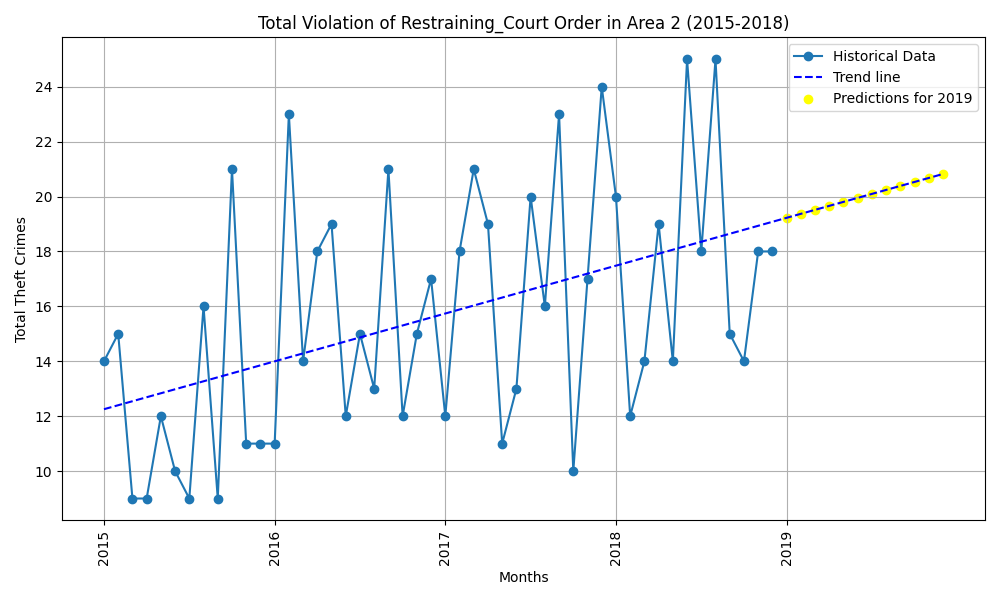 Total Violation of Restraining_Court Order in Area 2 (2015-2018)
Historical Data
Trend line
Predictions for 2019
Total Theft Crimes
24
22
20
18
16
14
12
10
2015
2016
2017
2018
2019
Months